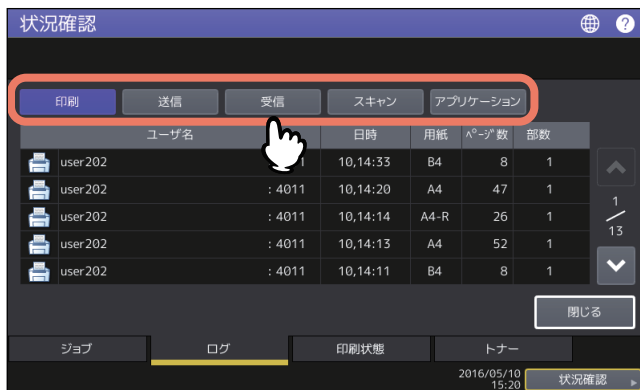 状況確認
印刷 送信 受信 スキャン アプリケーション
ユーザ名 日時 用紙 ページ数 部数
user202 1 10,14:33 B4 8 1
user202 : 4011 10,14:20 A4 47 1
user202 : 4011 10,14:14 A4-R 26 1
user202 : 4011 10,14:13 A4 52 1
user202 : 4011 10,14:11 B4 8 1
1
13
閉じる
ジョブ ログ 印刷状態 トナー
2016/05/10
15:20
状況確認